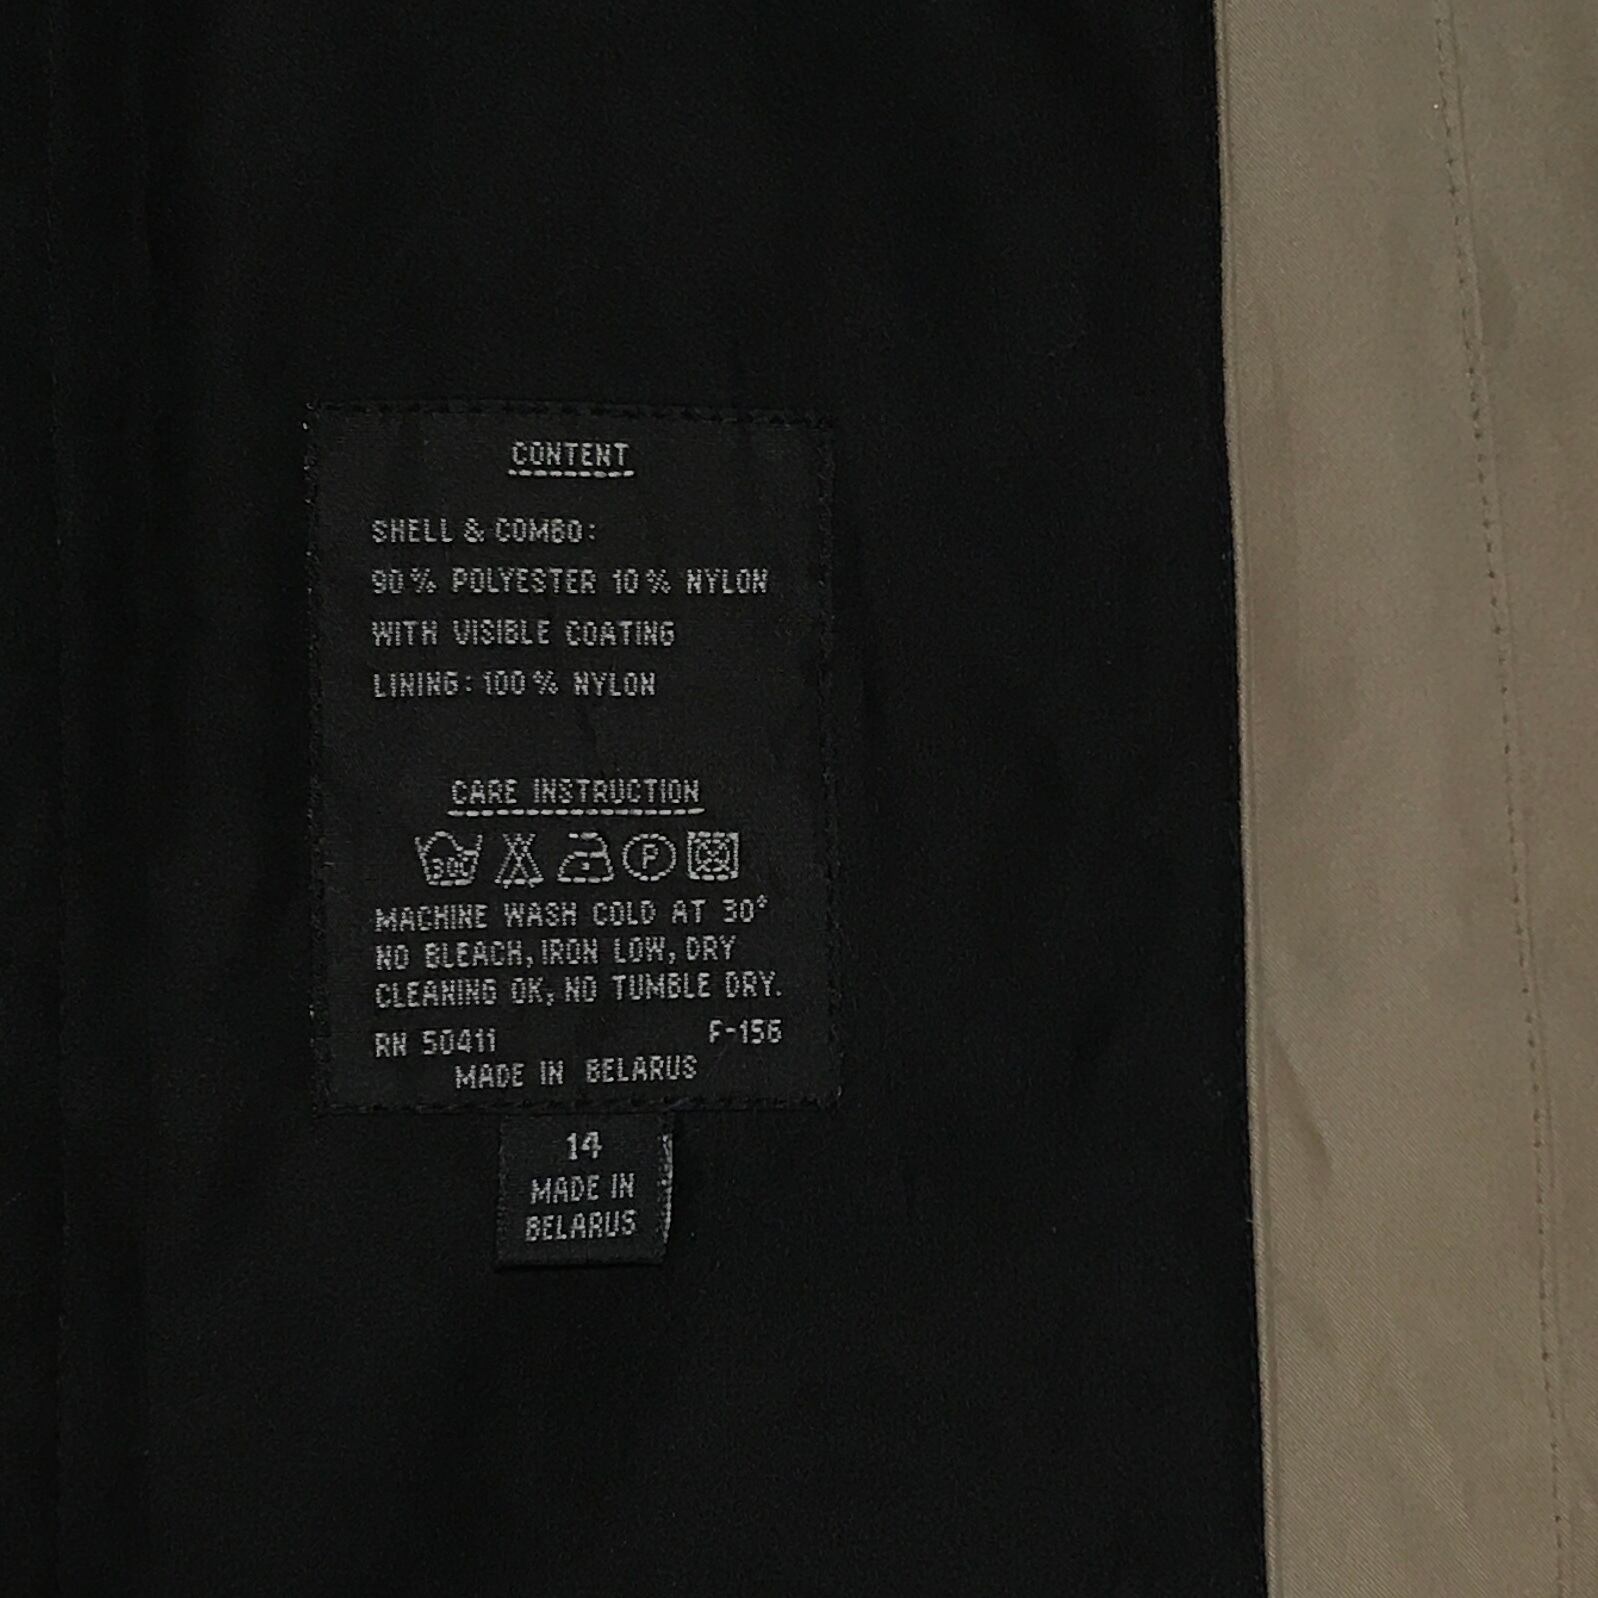 CONTENT
SHELL & COMBO:
90% POLYESTER 10% NYLON
WITH VISIBLE COATING
LINING: 100% NYLON
CARE INSTRUCTION
30° P
MACHINE WASH COLD AT 30°
NO BLEACH, IRON LOW, DRY
CLEANING OK, NO TUMBLE DRY.
RN 50411 F-156
MADE IN BELARUS
14
MADE IN
BELARUS